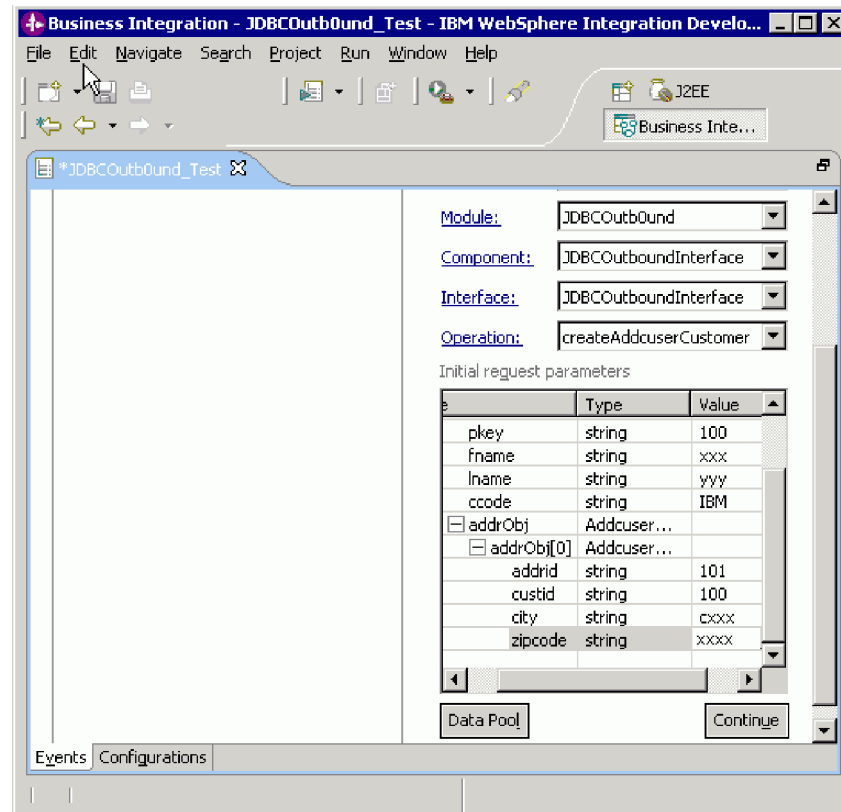 Business Integration - JDBCOutb0und_Test - IBM WebSphere Integration Develo...
File Edit Navigate Search Project Run Window Help
J2EE
Business Inte...
*JDBCOutb0und_Test
Module: JDBCOutb0und
Component: JDBCOutboundInterface
Interface: JDBCOutboundInterface
Operation: createAddcuserCustomer
Initial request parameters
e Type Value
pkey string 100
fname string xxx
lname string yyy
ccode string IBM
addrObj Addcuser...
addrObj[0] Addcuser...
addrid string 101
custid string 100
city string cxxx
zipcode string xxxx
Data Pool Continue
Events Configurations